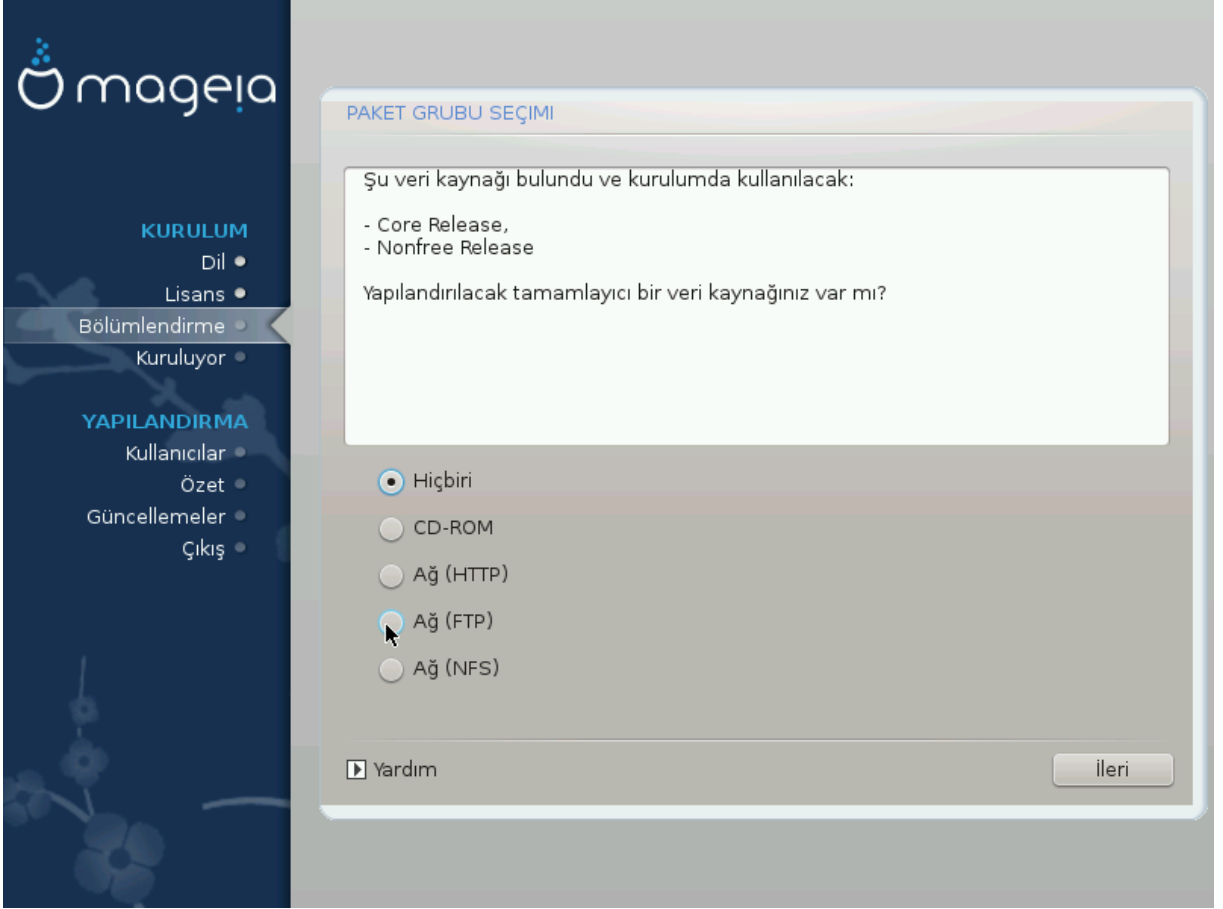 mageia
KURULUM
Dil
Lisans
Bölümlendirme
Kuruluyor
YAPILANDIRMA
Kullanıcılar
Özet
Güncellemeler
Çıkış
PAKET GRUBU SEÇIMI
Şu veri kaynağı bulundu ve kurulumda kullanılacak:
- Core Release,
- Nonfree Release
Yapılandırılacak tamamlayıcı bir veri kaynağınız var mı?
Hiçbiri
CD-ROM
Ağ (HTTP)
Ağ (FTP)
Ağ (NFS)
Yardım
İleri